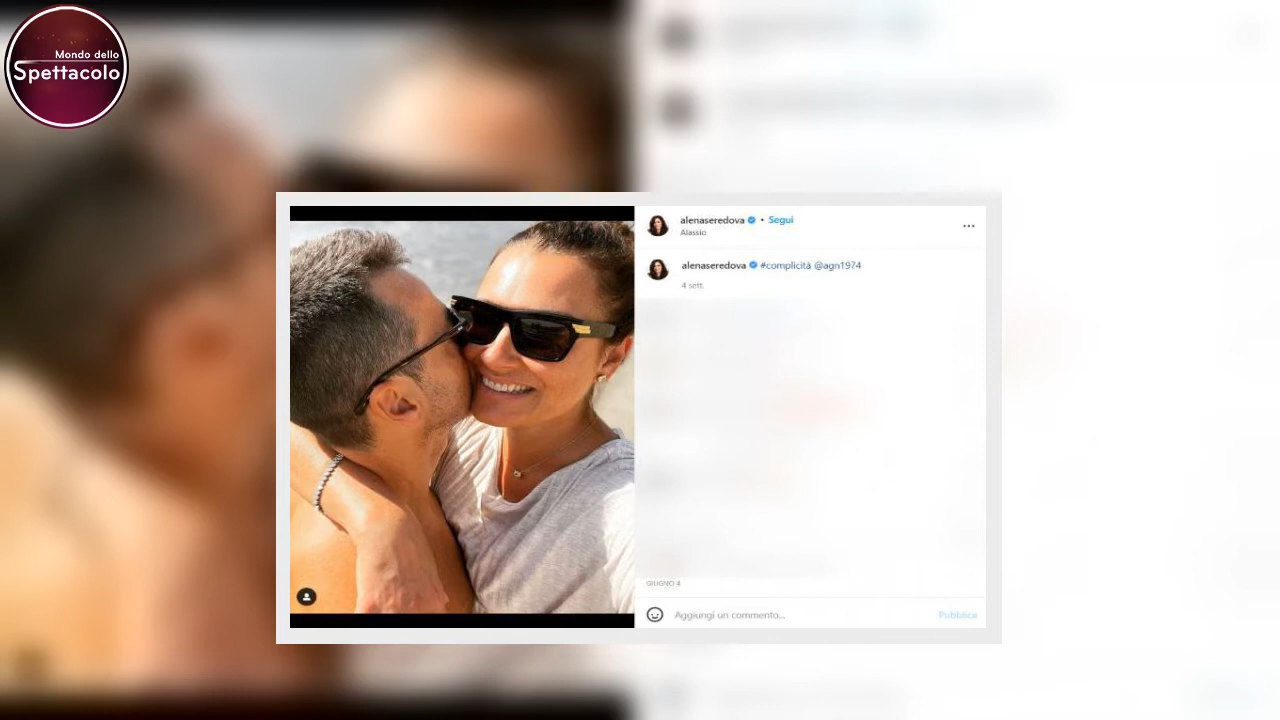 Mondo dello
Spettacolo
alenaseredova • Segui
Alassio
alenaseredova #complicità @agn1974
4 sett.
GIUGNO 4
Aggiungi un commento...
Pubblica